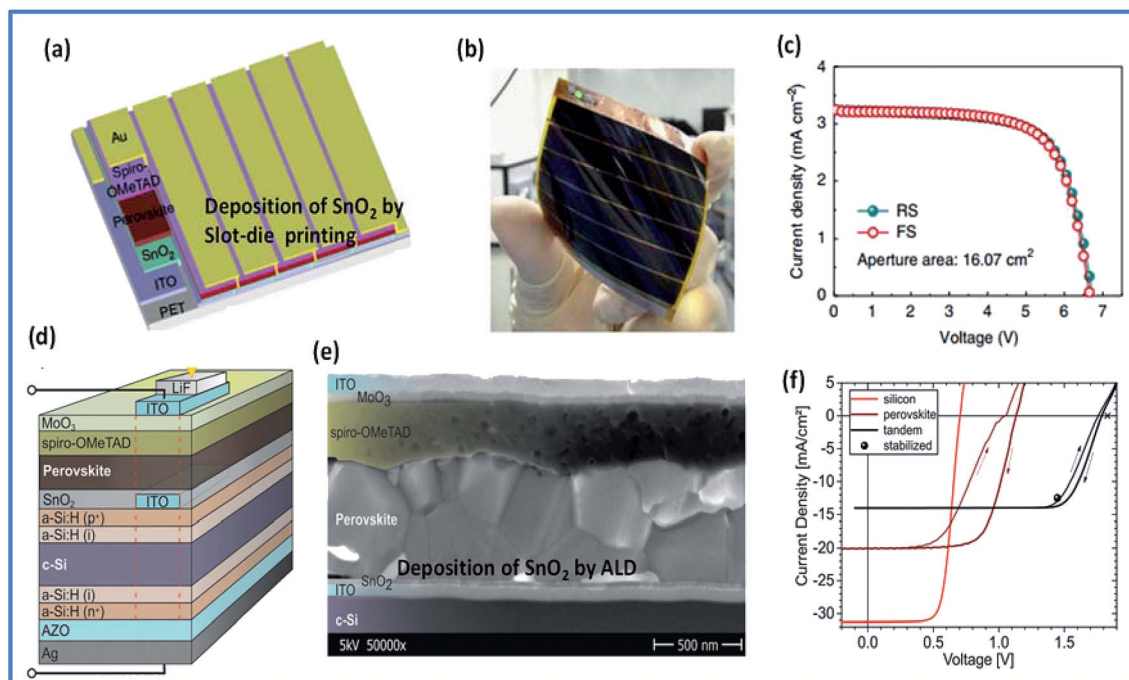 (a)
Au
Spiro-
OMeTAD
Perovskite
SnO₂
ITO
PET
Deposition of SnO₂ by
Slot-die printing
(b)
(c)
Current density (mA cm⁻²)
4
3
2
1
0
RS
FS
Aperture area: 16.07 cm²
0 1 2 3 4 5 6 7
Voltage (V)
(d)
LiF
ITO
MoO₃
spiro-OMeTAD
Perovskite
SnO₂
ITO
a-Si:H (p⁺)
a-Si:H (i)
c-Si
a-Si:H (i)
a-Si:H (n⁺)
AZO
Ag
(e)
ITO
MoO₃
spiro-OMeTAD
Perovskite
Deposition of SnO₂ by ALD
SnO₂
ITO
c-Si
5kV 50000x
500 nm
(f)
Current Density [mA/cm²]
5
0
-5
-10
-15
-20
-25
-30
silicon
perovskite
tandem
stabilized
0.0 0.5 1.0 1.5
Voltage [V]